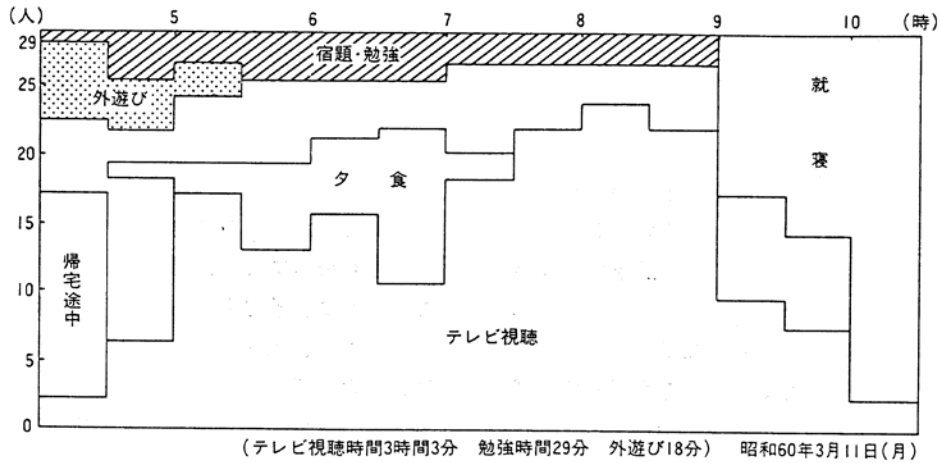 (人) 5 6 7 8 9 10 (時)
29
25
20
15
10
5
0
宿題・勉強
外遊び
就寝
夕食
帰宅途中
テレビ視聴
(テレビ視聴時間3時間3分 勉強時間29分 外遊び18分) 昭和60年3月11日(月)